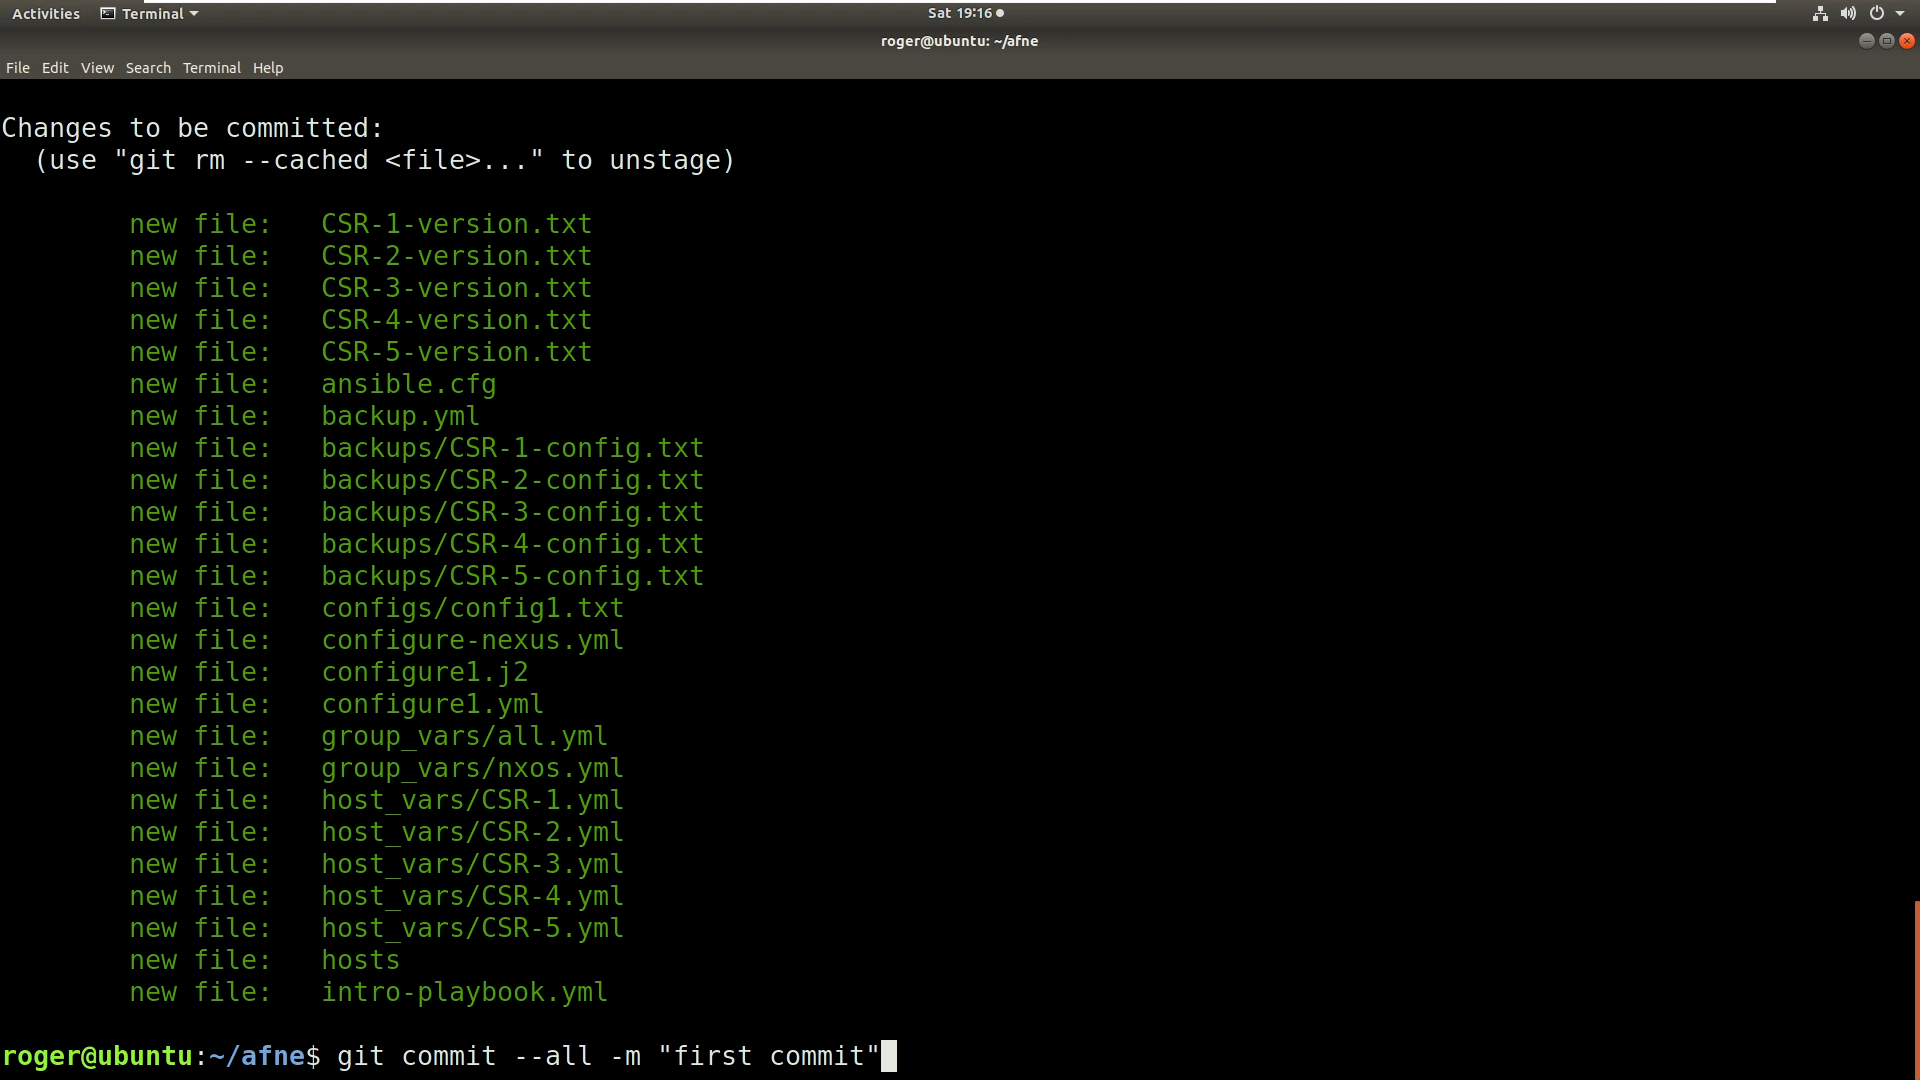 Activities Terminal Sat 19:16
roger@ubuntu: ~/afne
File Edit View Search Terminal Help
Changes to be committed:
(use "git rm --cached <file>..." to unstage)
new file: CSR-1-version.txt
new file: CSR-2-version.txt
new file: CSR-3-version.txt
new file: CSR-4-version.txt
new file: CSR-5-version.txt
new file: ansible.cfg
new file: backup.yml
new file: backups/CSR-1-config.txt
new file: backups/CSR-2-config.txt
new file: backups/CSR-3-config.txt
new file: backups/CSR-4-config.txt
new file: backups/CSR-5-config.txt
new file: configs/config1.txt
new file: configure-nexus.yml
new file: configure1.j2
new file: configure1.yml
new file: group_vars/all.yml
new file: group_vars/nxos.yml
new file: host_vars/CSR-1.yml
new file: host_vars/CSR-2.yml
new file: host_vars/CSR-3.yml
new file: host_vars/CSR-4.yml
new file: host_vars/CSR-5.yml
new file: hosts
new file: intro-playbook.yml
roger@ubuntu:~/afne$ git commit --all -m "first commit"